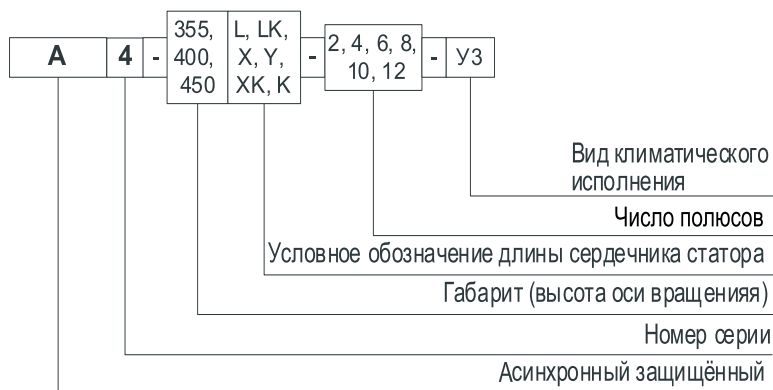 А 4 - 355, 400, 450 L, LK, X, Y, XK, K - 2, 4, 6, 8, 10, 12 - У3
Вид климатического
исполнения
Число полюсов
Условное обозначение длины сердечника статора
Габарит (высота оси вращенияя)
Номер серии
Асинхронный защищённый